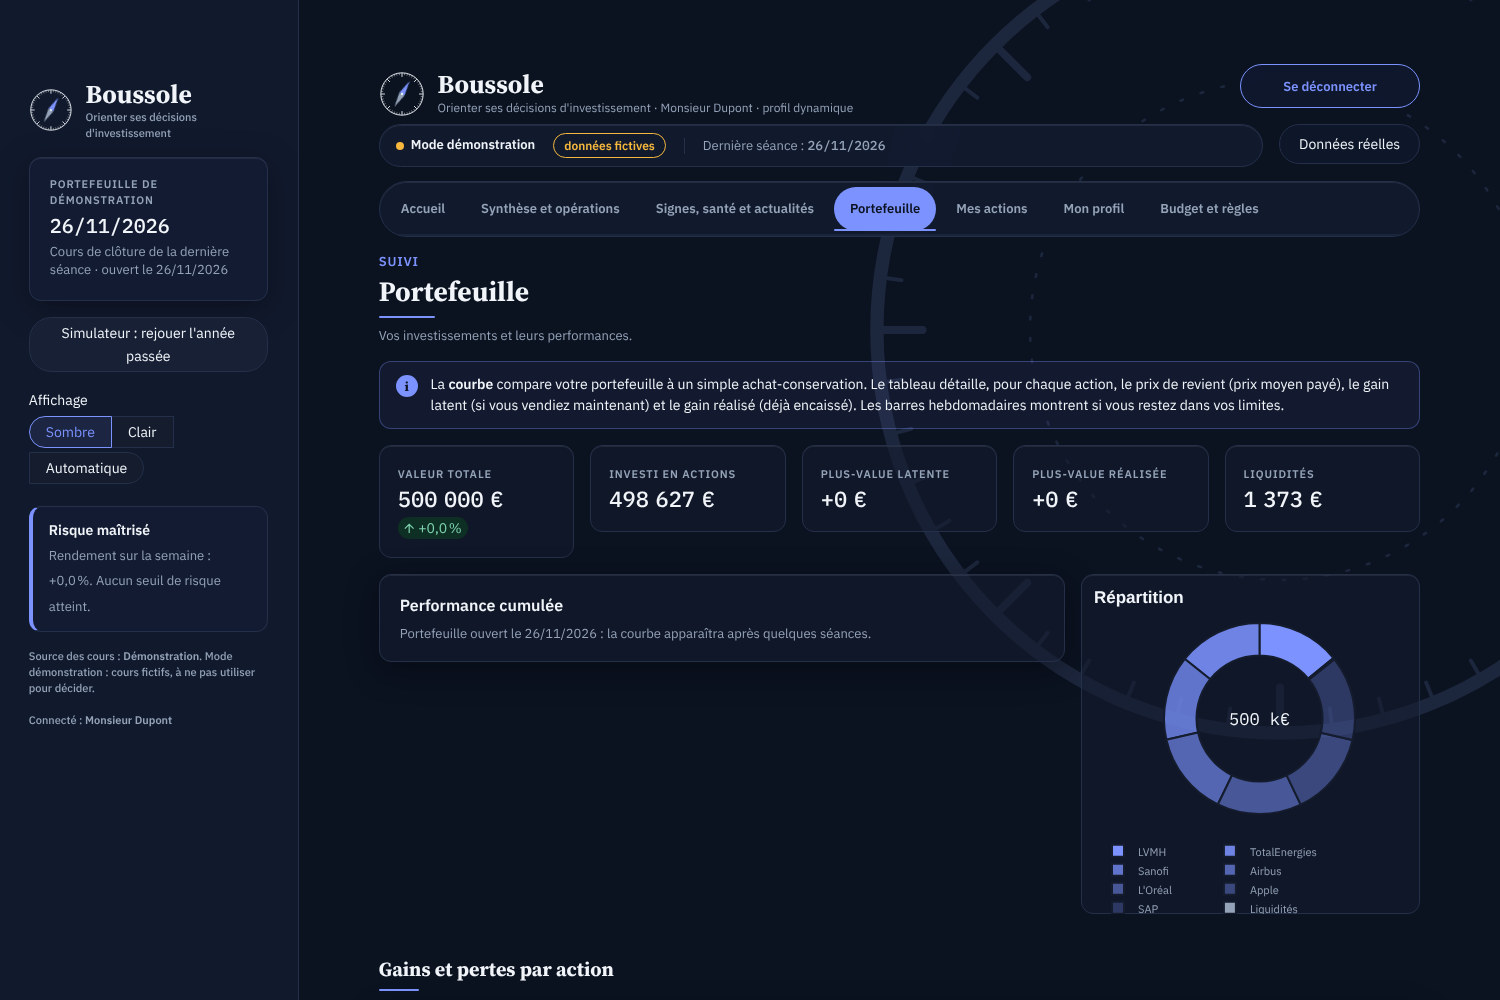 Boussole
Orienter ses décisions
d'investissement
PORTEFEUILLE DE
DÉMONSTRATION
26/11/2026
Cours de clôture de la dernière
séance · ouvert le 26/11/2026
Simulateur : rejouer l'année
passée
Affichage
Sombre
Clair
Automatique
Risque maîtrisé
Rendement sur la semaine :
+0,0 %. Aucun seuil de risque
atteint.
Source des cours : Démonstration. Mode
démonstration : cours fictifs, à ne pas utiliser
pour décider.
Connecté : Monsieur Dupont
Boussole
Orienter ses décisions d'investissement · Monsieur Dupont · profil dynamique
Se déconnecter
Mode démonstration
données fictives
Dernière séance : 26/11/2026
Données réelles
Accueil
Synthèse et opérations
Signes, santé et actualités
Portefeuille
Mes actions
Mon profil
Budget et règles
SUIVI
Portefeuille
Vos investissements et leurs performances.
i
La courbe compare votre portefeuille à un simple achat-conservation. Le tableau détaille, pour chaque action, le prix de revient (prix moyen payé), le gain
latent (si vous vendiez maintenant) et le gain réalisé (déjà encaissé). Les barres hebdomadaires montrent si vous restez dans vos limites.
VALEUR TOTALE
500 000 €
↑ +0,0 %
INVESTI EN ACTIONS
498 627 €
PLUS-VALUE LATENTE
+0 €
PLUS-VALUE RÉALISÉE
+0 €
LIQUIDITÉS
1 373 €
Performance cumulée
Portefeuille ouvert le 26/11/2026 : la courbe apparaîtra après quelques séances.
Répartition
500 k€
LVMH
TotalEnergies
Sanofi
Airbus
L'Oréal
Apple
SAP
Liquidités
Gains et pertes par action